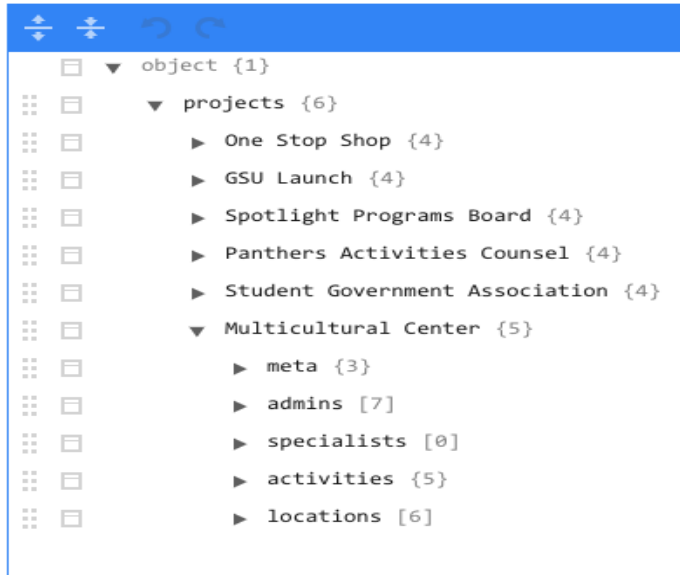 object {1}
projects {6}
One Stop Shop {4}
GSU Launch {4}
Spotlight Programs Board {4}
Panthers Activities Counsel {4}
Student Government Association {4}
Multicultural Center {5}
meta {3}
admins [7]
specialists [0]
activities {5}
locations [6]